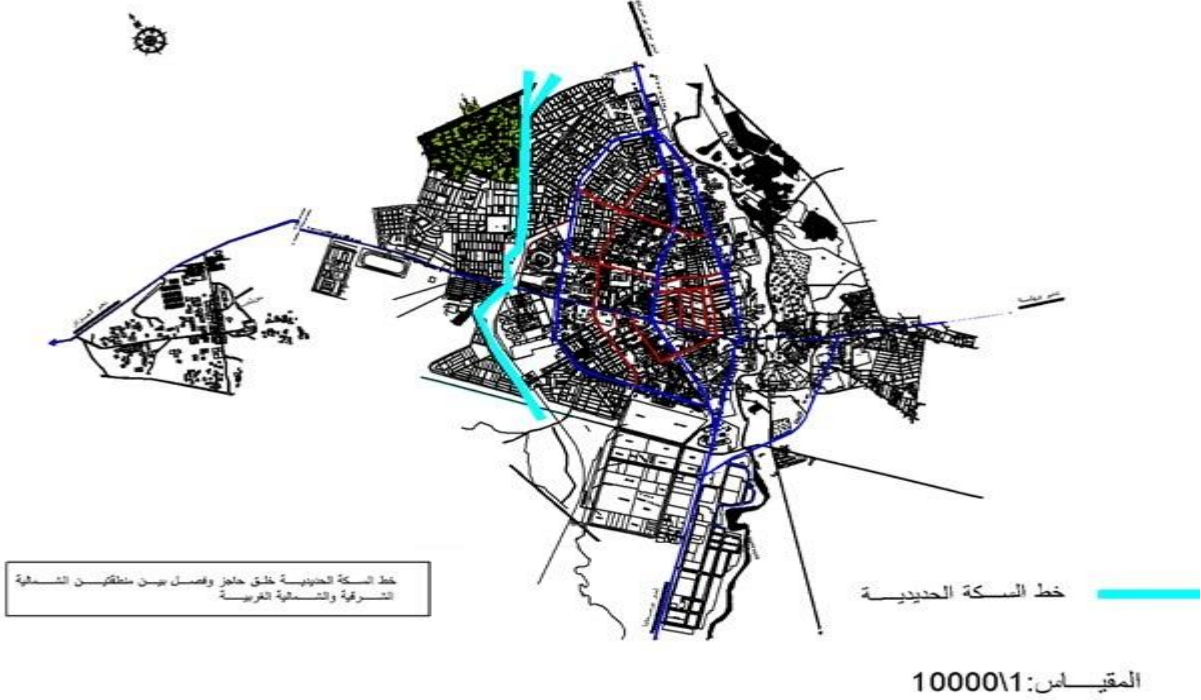 خط السكة الحديدية خلق حاجز وفصل بين منطقتين الشمالية
الشرقية والشمالية الغربية
خط السكة الحديدية
المقياس:1\10000